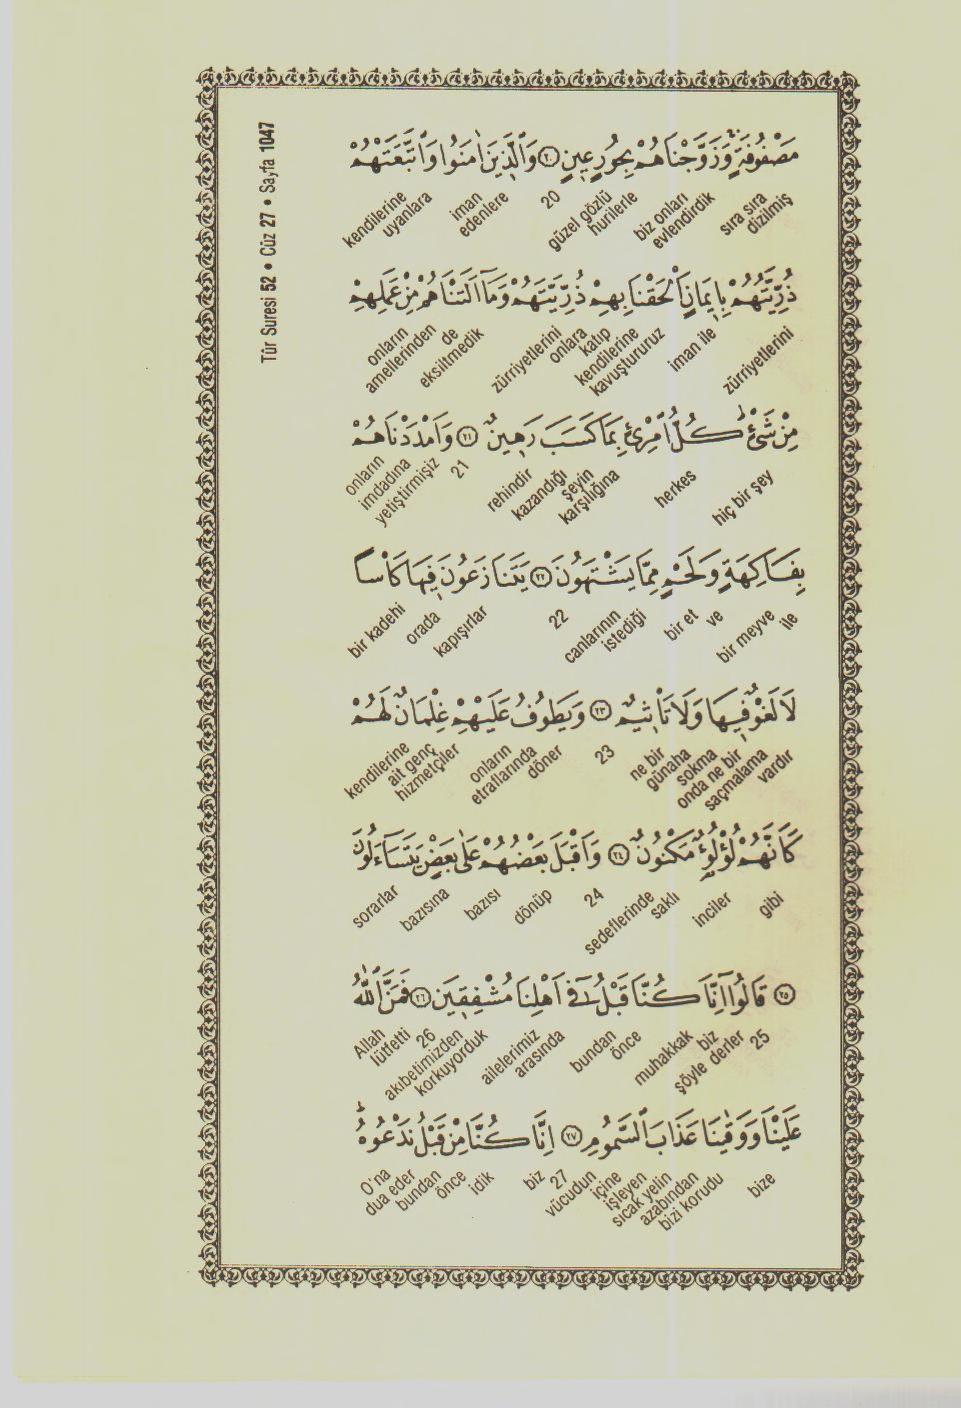 Tûr Suresi 52 • Cüz 27 • Sayfa 1047
مَصْفُوفَةٍۚ وَزَوَّجْنَاهُمْ بِحُورٍ عِينٍ ﴿٢٠﴾ وَالَّذِينَ اٰمَنُوا وَاتَّبَعَتْهُمْ
sıra sıra dizilmiş biz onları evlendirdik güzel gözlü hurilerle 20 iman edenlere kendilerine uyanlara
ذُرِّيَّتُهُمْ بِاِيمَانٍ اَلْحَقْنَا بِهِمْ ذُرِّيَّتَهُمْ وَمَٓا اَلَتْنَاهُمْ مِنْ عَمَلِهِمْ
zürriyetlerini iman ile zürriyetlerini onlara katıp kendilerine kavuştururuz onların amellerinden de eksiltmedik
مِنْ شَيْءٍۜ كُلُّ امْرِئٍ بِمَا كَسَبَ رَهِينٌ ﴿٢١﴾ وَاَمْدَدْنَاهُمْ
hiç bir şey herkes rehindir kazandığı şeyin karşılığına 21 onların imdadına yetiştirmişiz
بِفَاكِهَةٍ وَلَحْمٍ مِمَّا يَشْتَهُونَ ﴿٢٢﴾ يَتَنَازَعُونَ فِيهَا كَأْسًا
ile bir meyve ve bir et canlarının istediği 22 kapışırlar orada bir kadehi
لَا لَغْوٌ فِيهَا وَلَا تَأْثِيمٌ ﴿٢٣﴾ وَيَطُوفُ عَلَيْهِمْ غِلْمَانٌ لَهُمْ
ne bir günaha sokma onda ne bir saçmalama vardır 23 onların etraflarında döner kendilerine ait genç hizmetçiler
كَاَنَّهُمْ لُؤْلُؤٌ مَكْنُونٌ ﴿٢٤﴾ وَاَقْبَلَ بَعْضُهُمْ عَلٰى بَعْضٍ يَتَسَٓاءَلُونَ
gibi inciler sedeflerinde saklı 24 dönüp bazısı bazısına sorarlar
﴿٢٥﴾ قَالُٓوا اِنَّا كُنَّا قَبْلُ فِٓي اَهْلِنَا مُشْفِقِينَ ﴿٢٦﴾ فَمَنَّ اللّٰهُ
25 şöyle derler biz muhakkak bundan önce ailelerimiz arasında akıbetimizden korkuyorduk 26 Allah lütfetti
عَلَيْنَا وَوَقٰينَا عَذَابَ السَّمُومِ ﴿٢٧﴾ اِنَّا كُنَّا مِنْ قَبْلُ نَدْعُوهُۜ
bize vücudun içine işleyen sıcak yelin azabından bizi korudu 27 biz idik bundan önce O'na dua eder